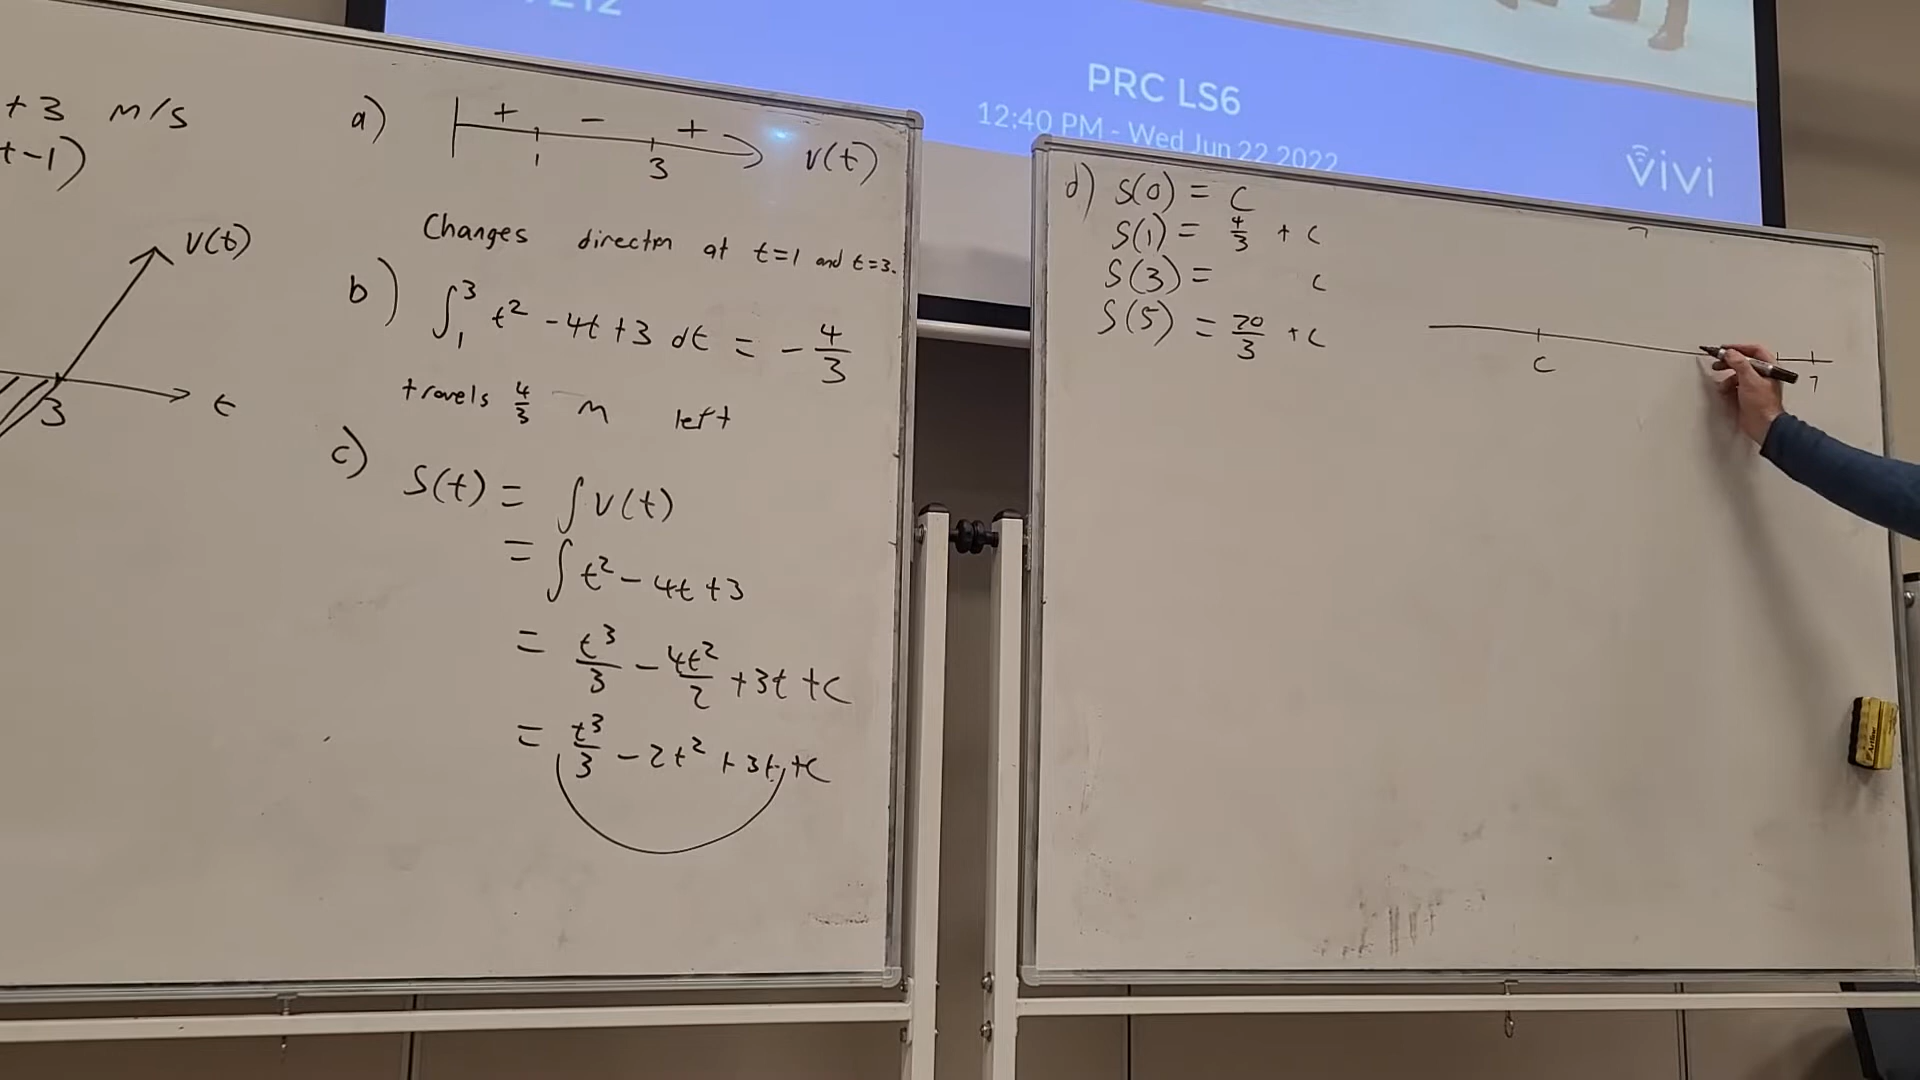 PRC LS6
12:40 PM - Wed Jun 22 2022
vivi
+3 m/s
t-1)
v(t)
t
3
a) + - +
1 3 v(t)
Changes directn at t=1 and t=3.
b) ∫₁³ t² - 4t + 3 dt = - 4/3
travels 4/3 m left
c) S(t) = ∫ v(t)
= ∫ t² - 4t + 3
= t³/3 - 4t²/2 + 3t + c
= t³/3 - 2t² + 3t + c
d) S(0) = C
S(1) = 4/3 + c
S(3) = c
S(5) = 20/3 + c
C 7